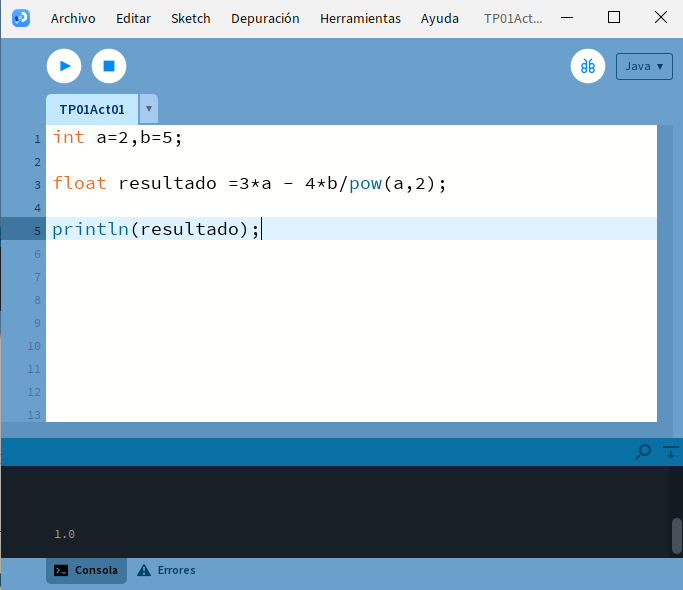 Archivo Editar Sketch Depuración Herramientas Ayuda TP01Act...
Java ▾
TP01Act01 ▾
1 int a=2,b=5;
2
3 float resultado =3*a - 4*b/pow(a,2);
4
5 println(resultado);
6
7
8
9
10
11
12
13
1.0
Consola Errores